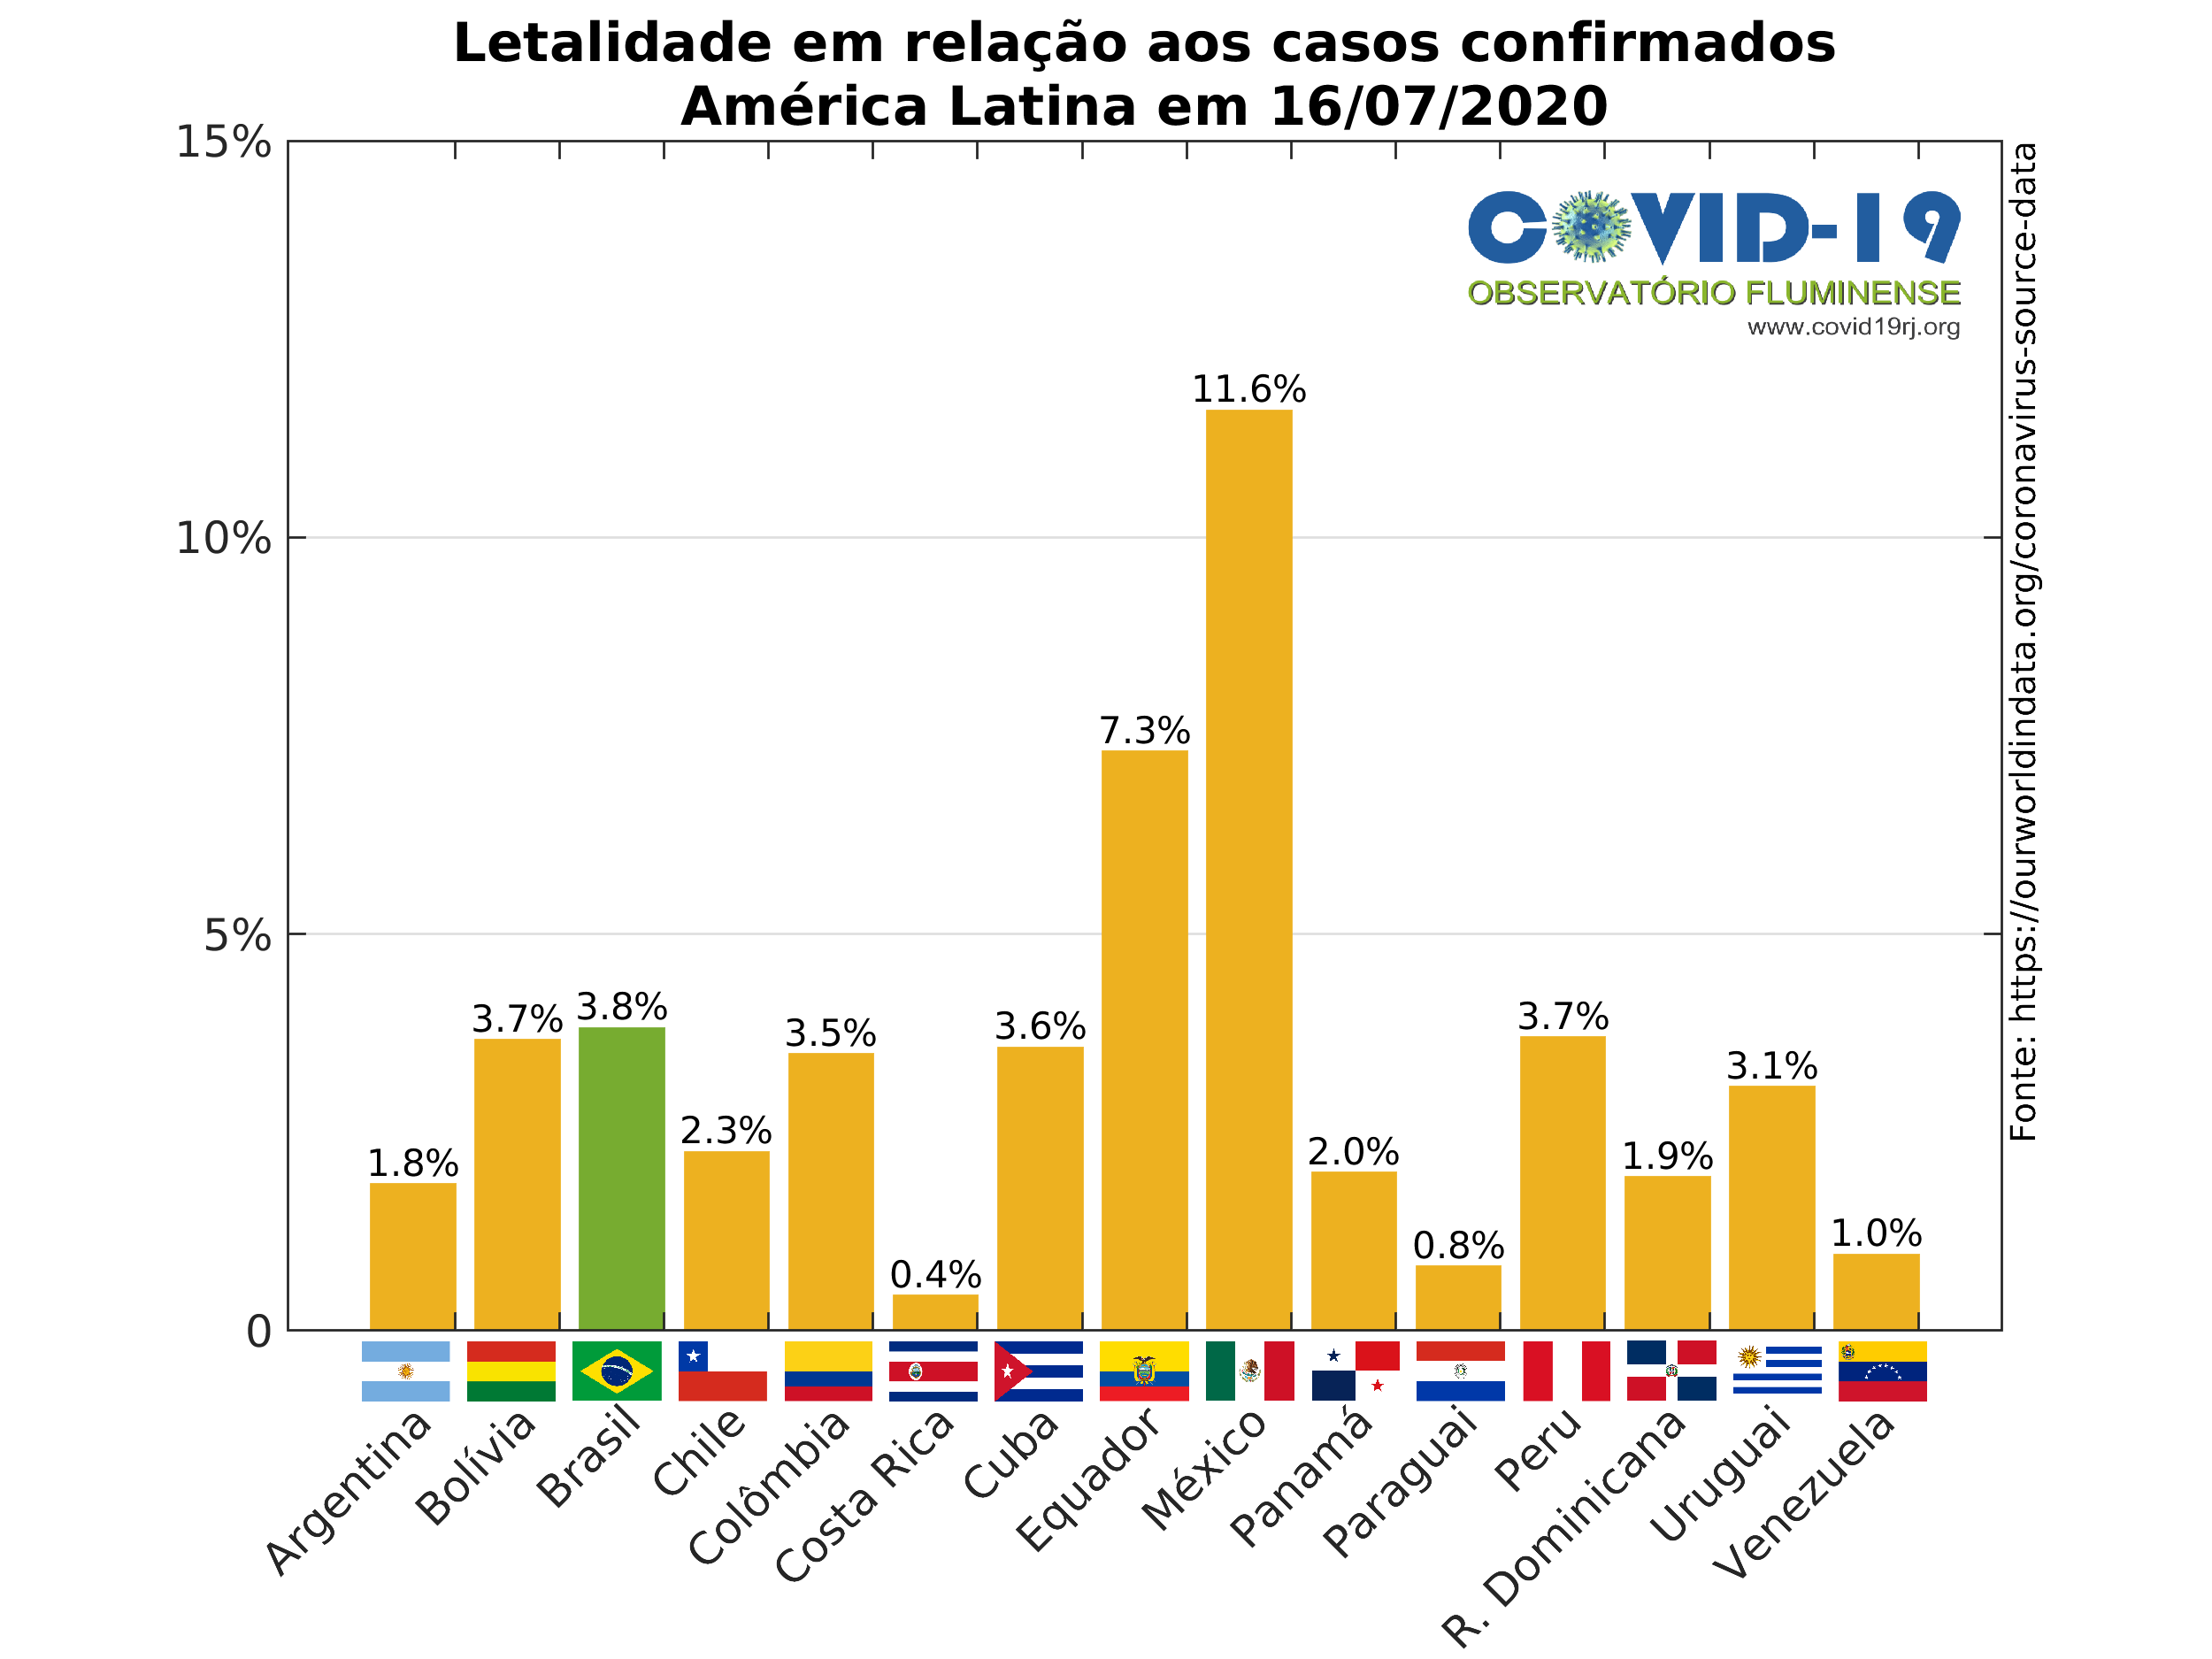 Letalidade em relação aos casos confirmados
América Latina em 16/07/2020
15%
10%
5%
0
COVID-19
OBSERVATÓRIO FLUMINENSE
www.covid19rj.org
Fonte: https://ourworldindata.org/coronavirus-source-data
1.8%
3.7%
3.8%
2.3%
3.5%
0.4%
3.6%
7.3%
11.6%
2.0%
0.8%
3.7%
1.9%
3.1%
1.0%
Argentina
Bolívia
Brasil
Chile
Colômbia
Costa Rica
Cuba
Equador
México
Panamá
Paraguai
Peru
R. Dominicana
Uruguai
Venezuela